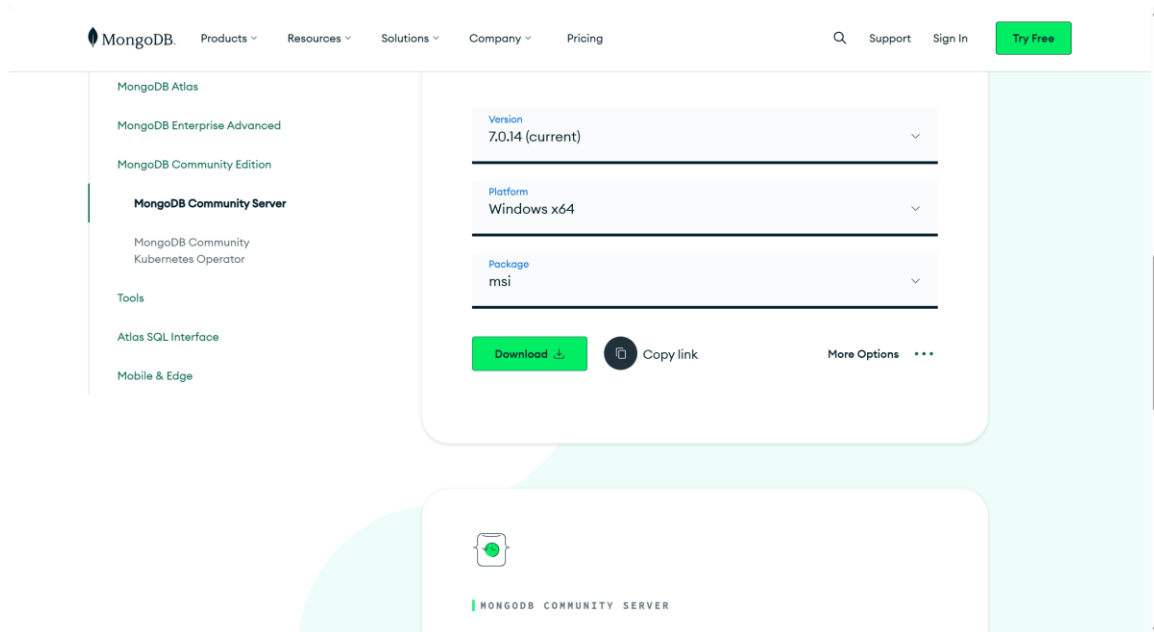 MongoDB.
Products
Resources
Solutions
Company
Pricing
Support
Sign In
Try Free
MongoDB Atlas
MongoDB Enterprise Advanced
MongoDB Community Edition
MongoDB Community Server
MongoDB Community
Kubernetes Operator
Tools
Atlas SQL Interface
Mobile & Edge
Version
7.0.14 (current)
Platform
Windows x64
Package
msi
Download
Copy link
More Options
MONGODB COMMUNITY SERVER